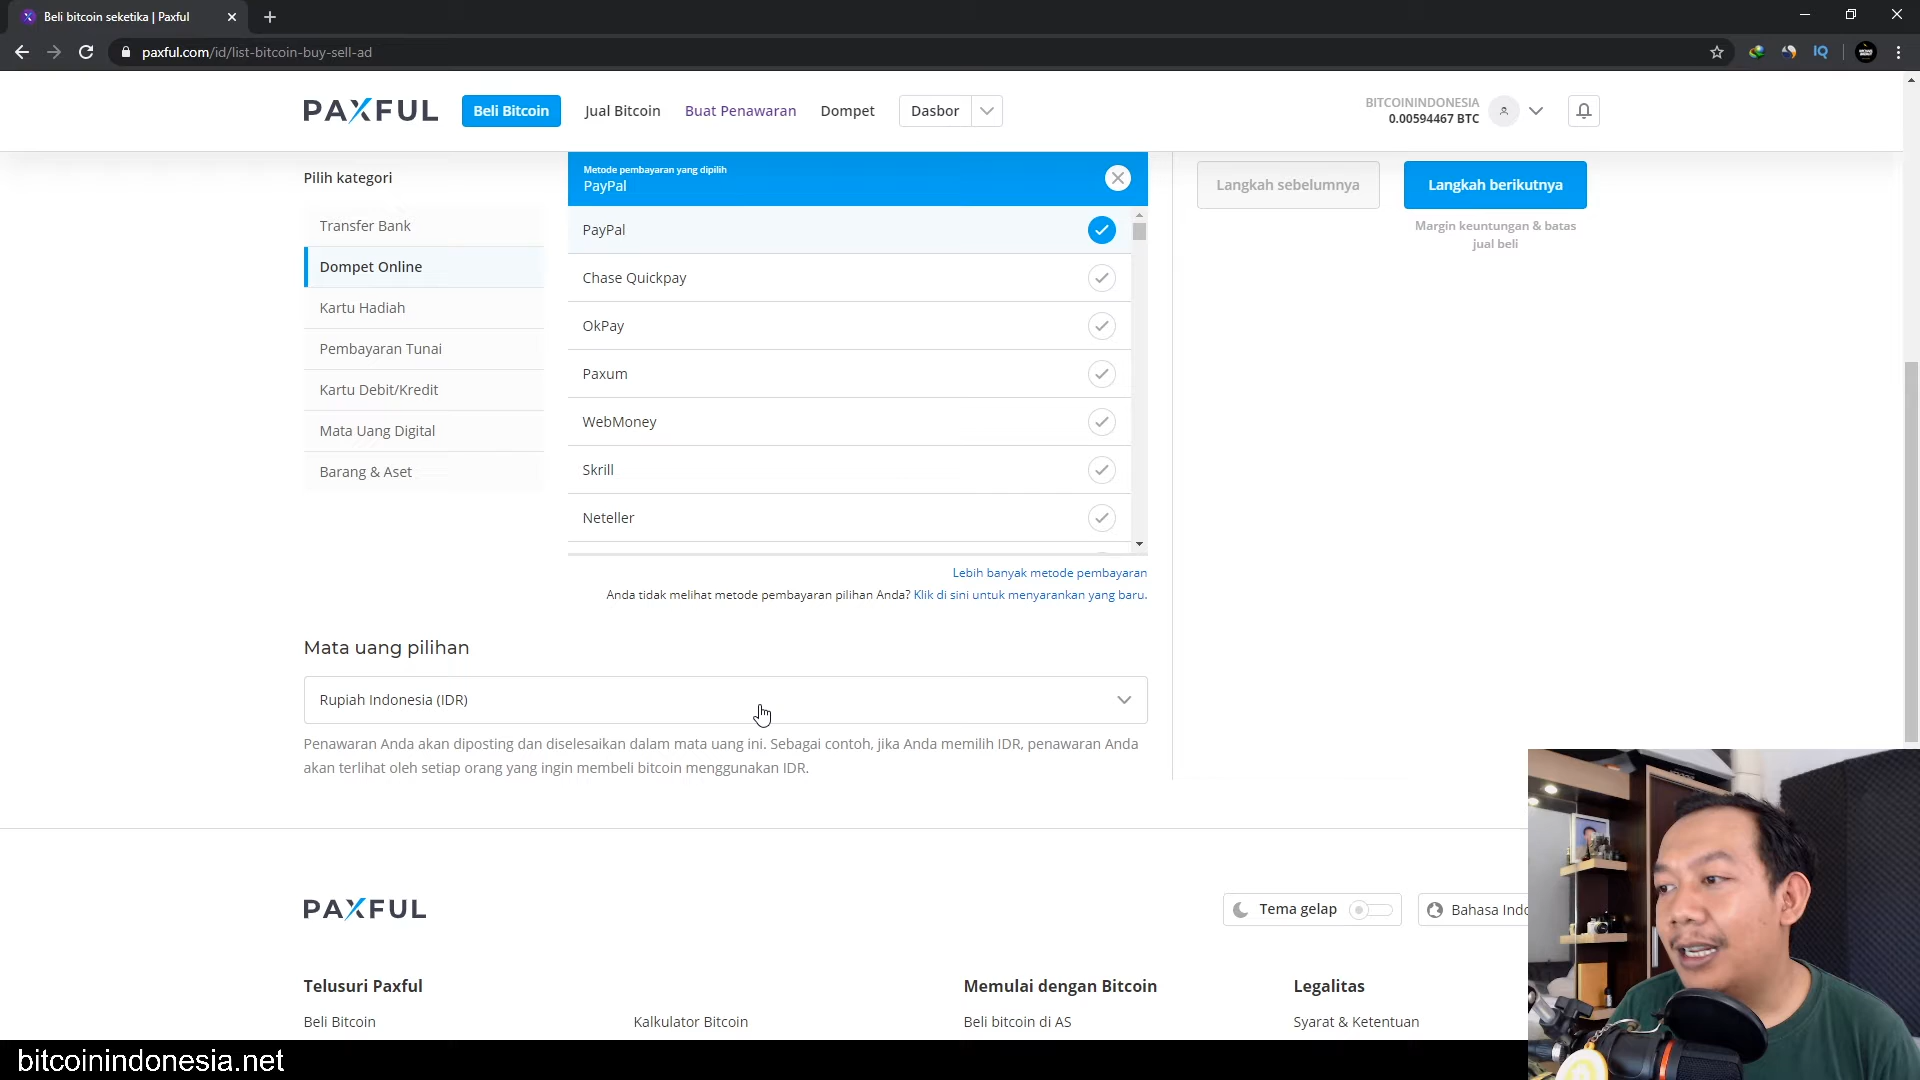 Beli bitcoin seketika | Paxful
paxful.com/id/list-bitcoin-buy-sell-ad
IQ
PAXFUL
Beli Bitcoin
Jual Bitcoin
Buat Penawaran
Dompet
Dasbor
BITCOININDONESIA
0.00594467 BTC
Pilih kategori
Transfer Bank
Dompet Online
Kartu Hadiah
Pembayaran Tunai
Kartu Debit/Kredit
Mata Uang Digital
Barang & Aset
Metode pembayaran yang dipilih
PayPal
PayPal
Chase Quickpay
OkPay
Paxum
WebMoney
Skrill
Neteller
Lebih banyak metode pembayaran
Anda tidak melihat metode pembayaran pilihan Anda? Klik di sini untuk menyarankan yang baru.
Langkah sebelumnya
Langkah berikutnya
Margin keuntungan & batas
jual beli
Mata uang pilihan
Rupiah Indonesia (IDR)
Penawaran Anda akan diposting dan diselesaikan dalam mata uang ini. Sebagai contoh, jika Anda memilih IDR, penawaran Anda
akan terlihat oleh setiap orang yang ingin membeli bitcoin menggunakan IDR.
PAXFUL
Tema gelap
Bahasa Indo
Telusuri Paxful
Memulai dengan Bitcoin
Legalitas
Beli Bitcoin
Kalkulator Bitcoin
Beli bitcoin di AS
Syarat & Ketentuan
bitcoinindonesia.net